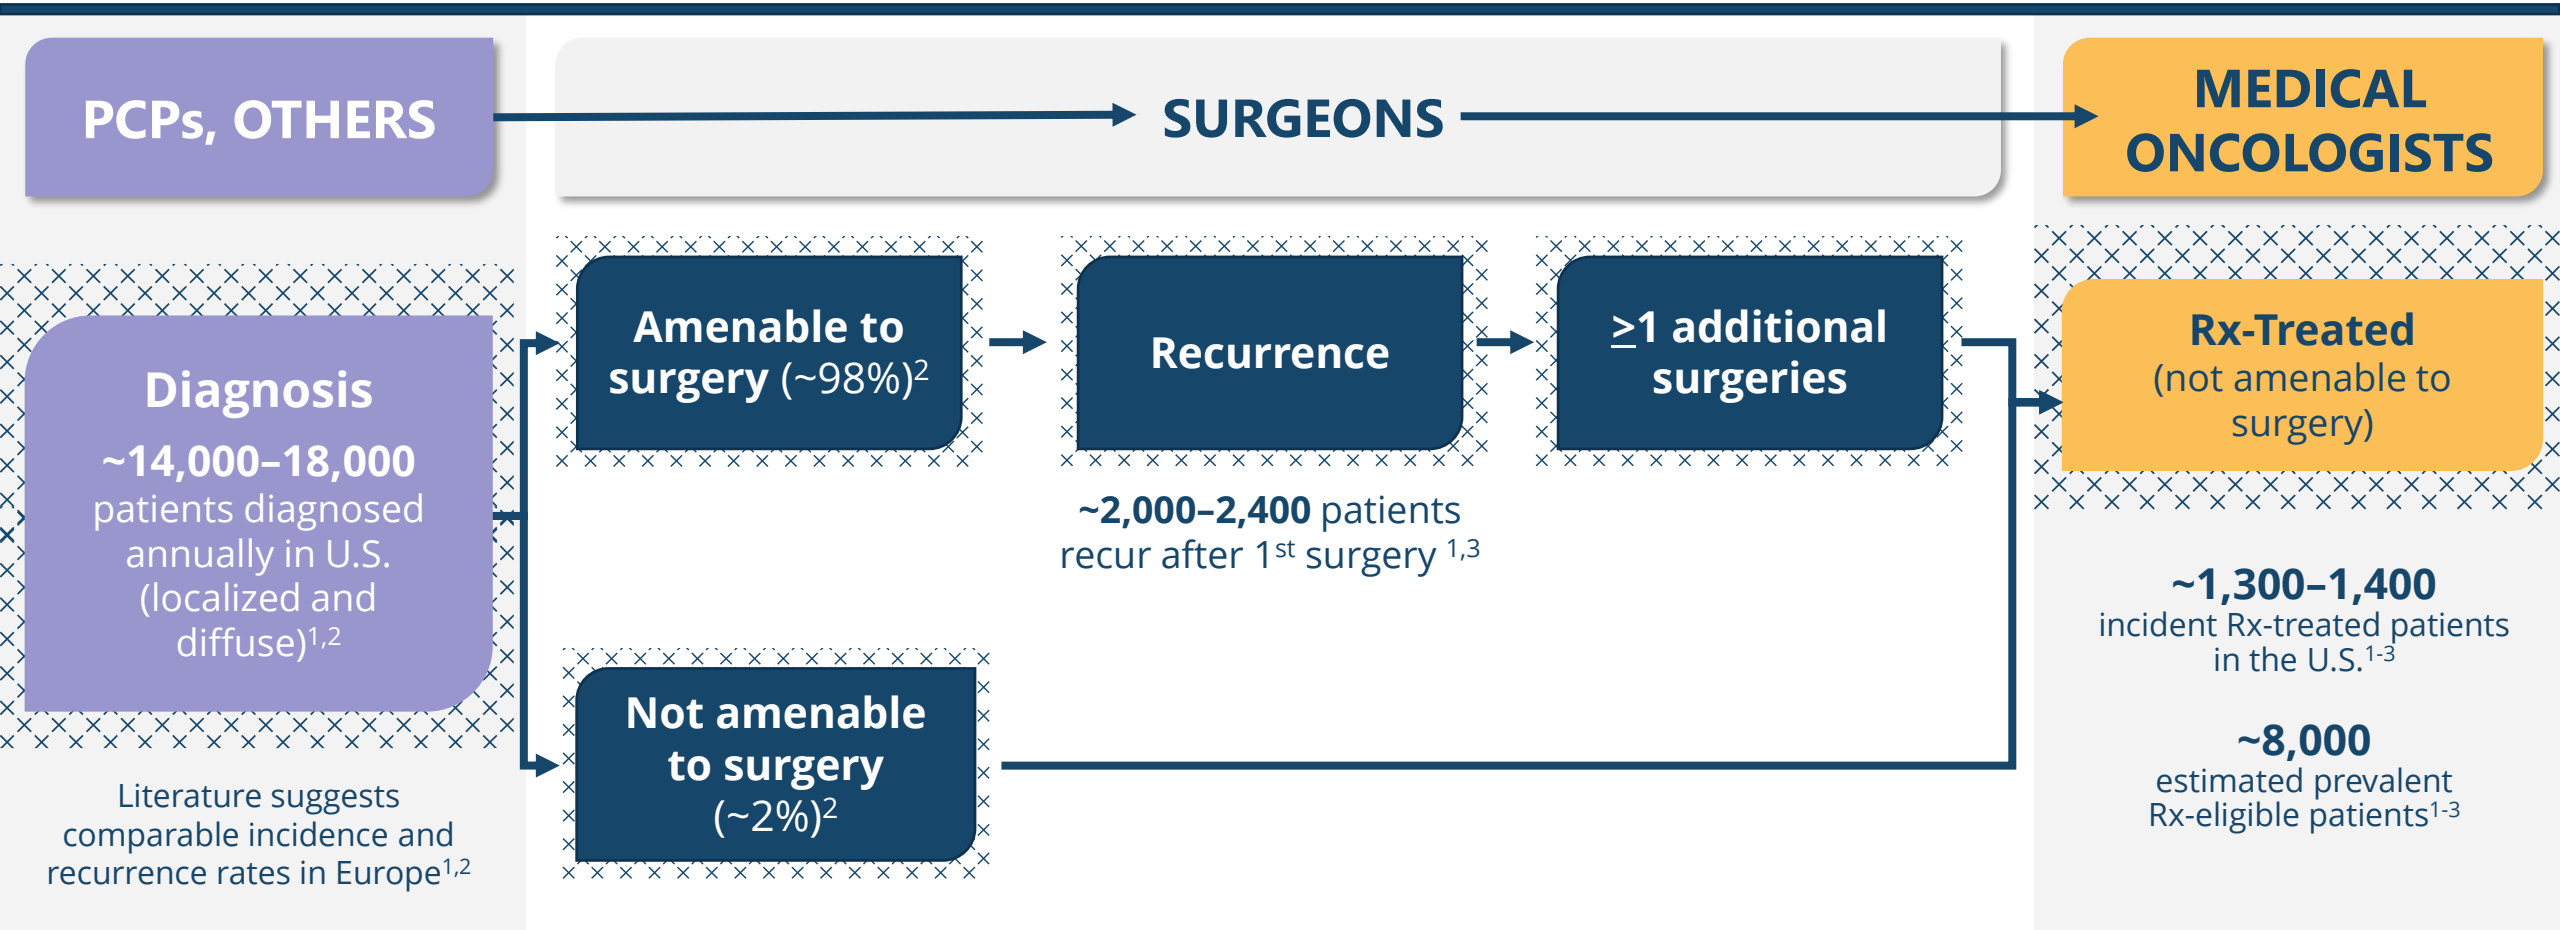 PCPs, OTHERS
SURGEONS
MEDICAL
ONCOLOGISTS
Diagnosis
~14,000–18,000
patients diagnosed
annually in U.S.
(localized and
diffuse)1,2
Literature suggests
comparable incidence and
recurrence rates in Europe1,2
Amenable to
surgery (~98%)2
Recurrence
~2,000–2,400 patients
recur after 1st surgery 1,3
>1 additional
surgeries
Not amenable
to surgery
(~2%)2
Rx-Treated
(not amenable to
surgery)
~1,300–1,400
incident Rx-treated patients
in the U.S.1-3
~8,000
estimated prevalent
Rx-eligible patients1-3